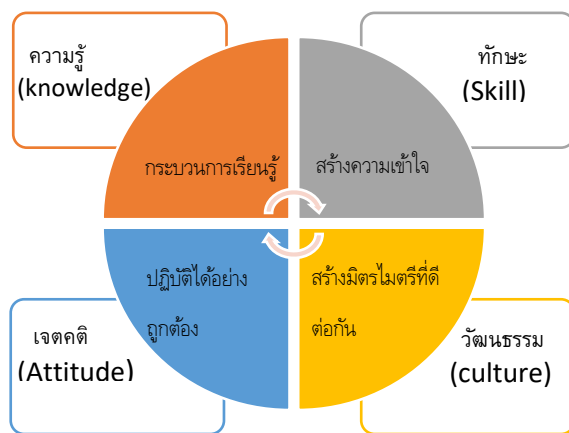 ความรู้
(knowledge)
ทักษะ
(Skill)
กระบวนการเรียนรู้
สร้างความเข้าใจ
ปฏิบัติได้อย่าง
ถูกต้อง
สร้างมิตรไมตรีที่ดี
ต่อกัน
เจตคติ
(Attitude)
วัฒนธรรม
(culture)